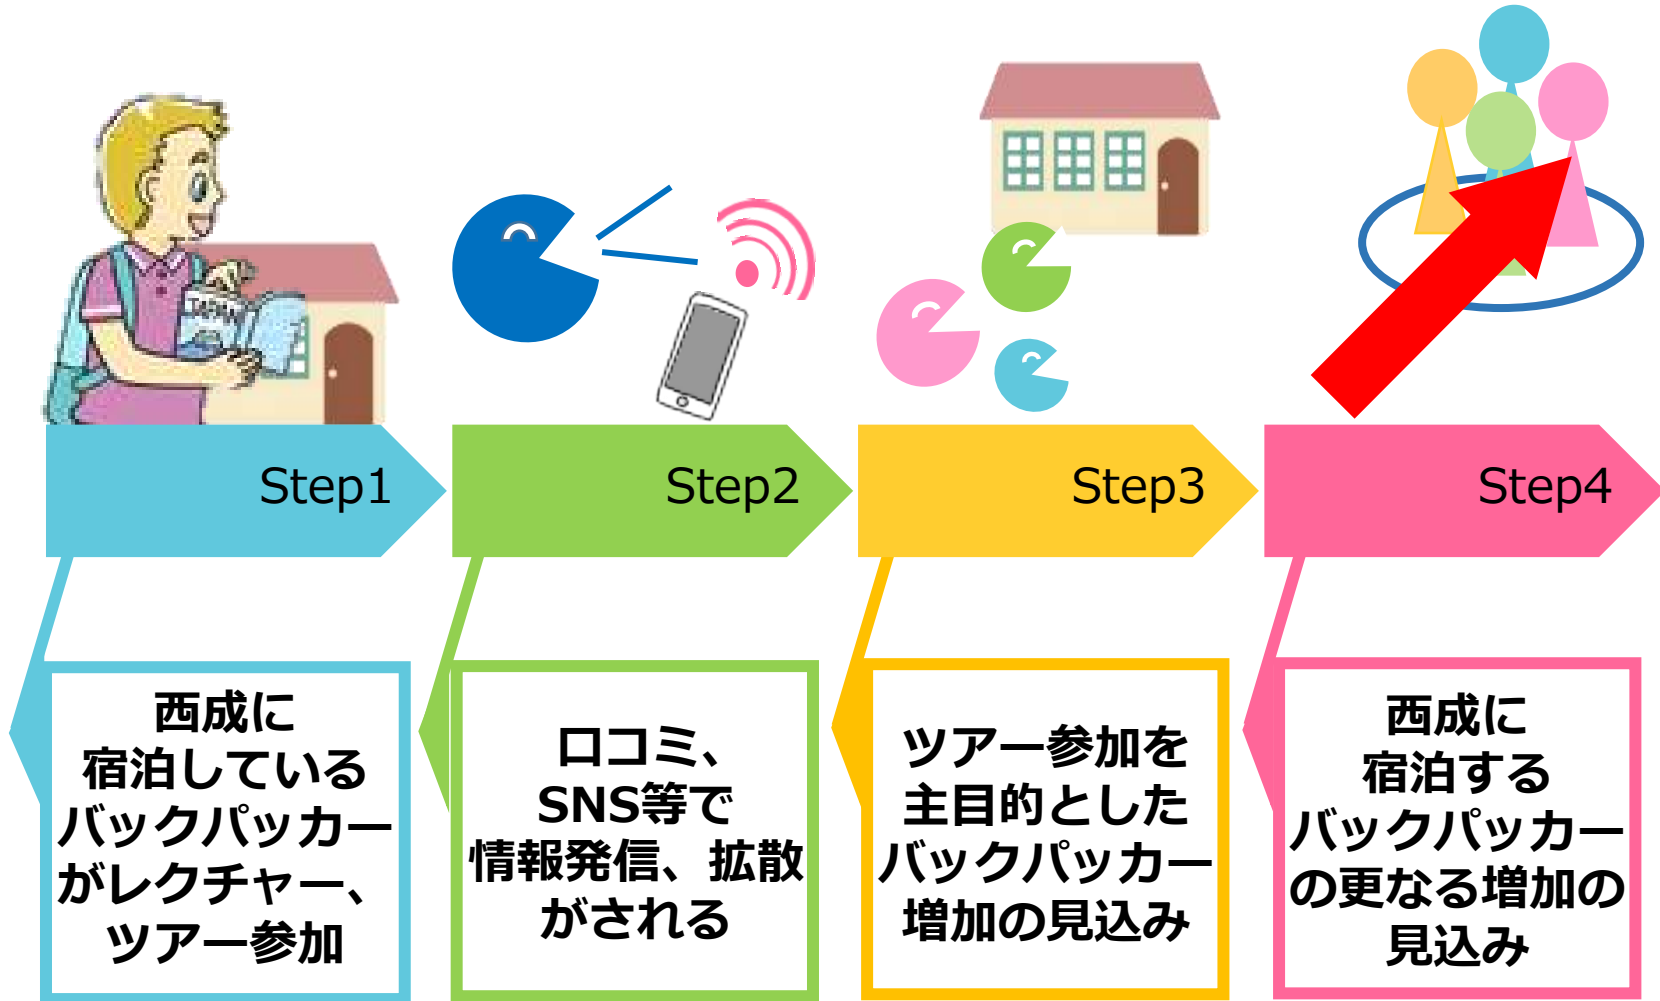 JAPAN
Step1
Step2
Step3
Step4
西成に
宿泊している
バックパッカー
がレクチャー、
ツアー参加
口コミ、
SNS等で
情報発信、拡散
がされる
ツアー参加を
主目的とした
バックパッカー
増加の見込み
西成に
宿泊する
バックパッカー
の更なる増加の
見込み